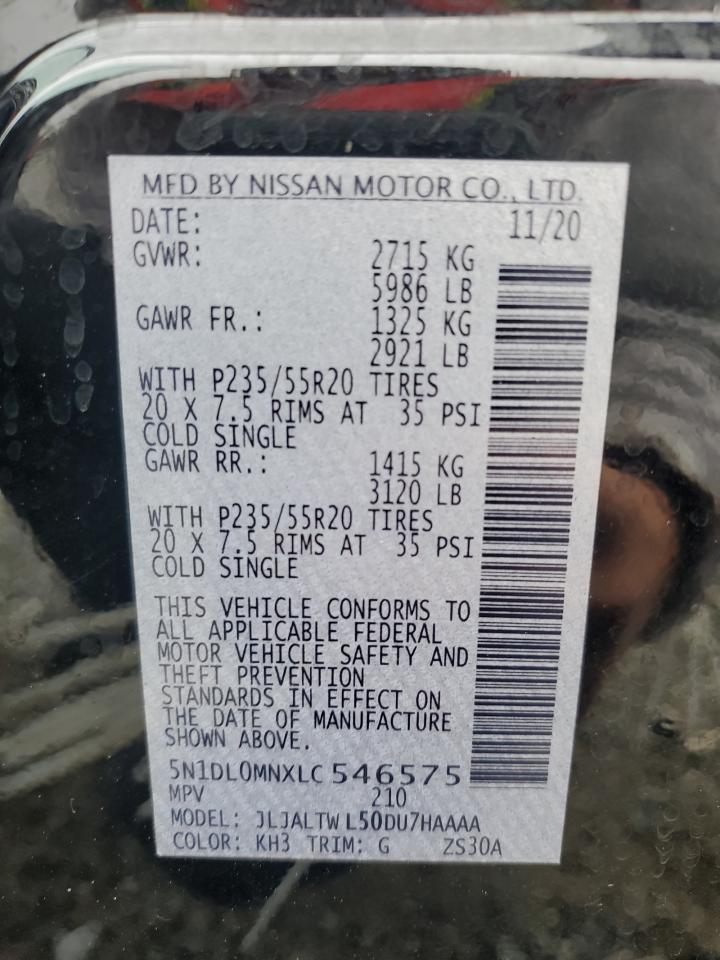 MFD BY NISSAN MOTOR CO., LTD.
DATE: 11/20
GVWR: 2715 KG
5986 LB
GAWR FR.: 1325 KG
2921 LB
WITH P235/55R20 TIRES
20 X 7.5 RIMS AT 35 PSI
COLD SINGLE
GAWR RR.: 1415 KG
3120 LB
WITH P235/55R20 TIRES
20 X 7.5 RIMS AT 35 PSI
COLD SINGLE
THIS VEHICLE CONFORMS TO
ALL APPLICABLE FEDERAL
MOTOR VEHICLE SAFETY AND
THEFT PREVENTION
STANDARDS IN EFFECT ON
THE DATE OF MANUFACTURE
SHOWN ABOVE.
5N1DL0MNXLC 546575
MPV 210
MODEL: JLJALTW L50DU7HAAAA
COLOR: KH3 TRIM: G ZS30A